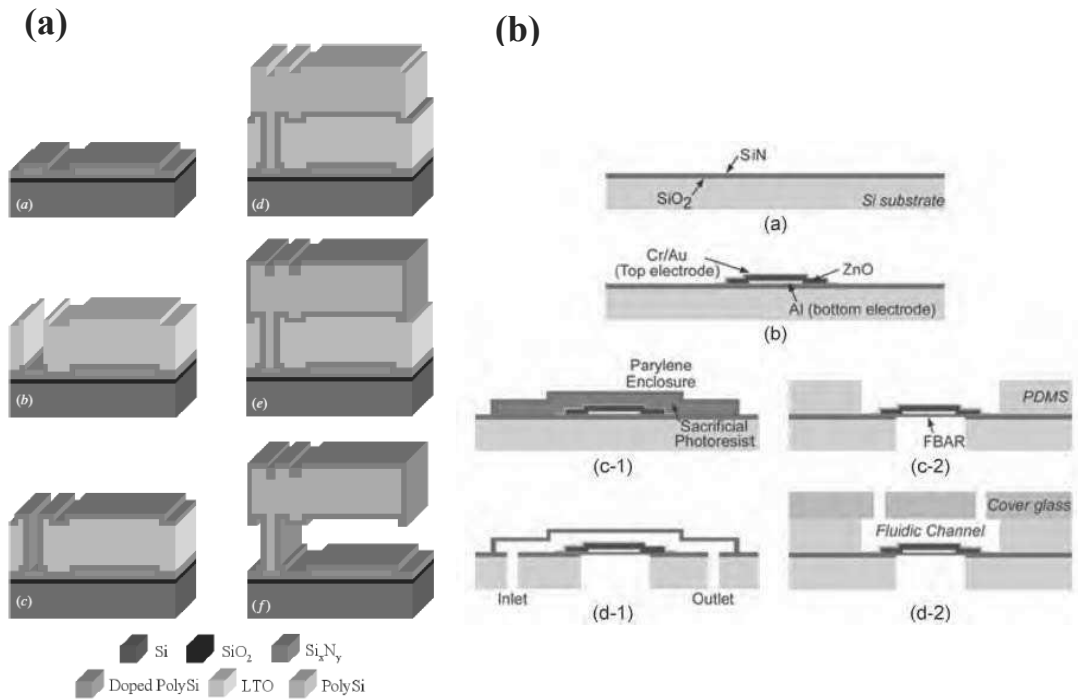 (a)
(a)
(b)
(c)
(d)
(e)
(f)
Si
SiO2
SixNy
Doped PolySi
LTO
PolySi
(b)
SiN
SiO2
Si substrate
(a)
Cr/Au
(Top electrode)
ZnO
Al (bottom electrode)
(b)
Parylene
Enclosure
Sacrificial
Photoresist
(c-1)
PDMS
FBAR
(c-2)
Inlet
Outlet
(d-1)
Cover glass
Fluidic Channel
(d-2)